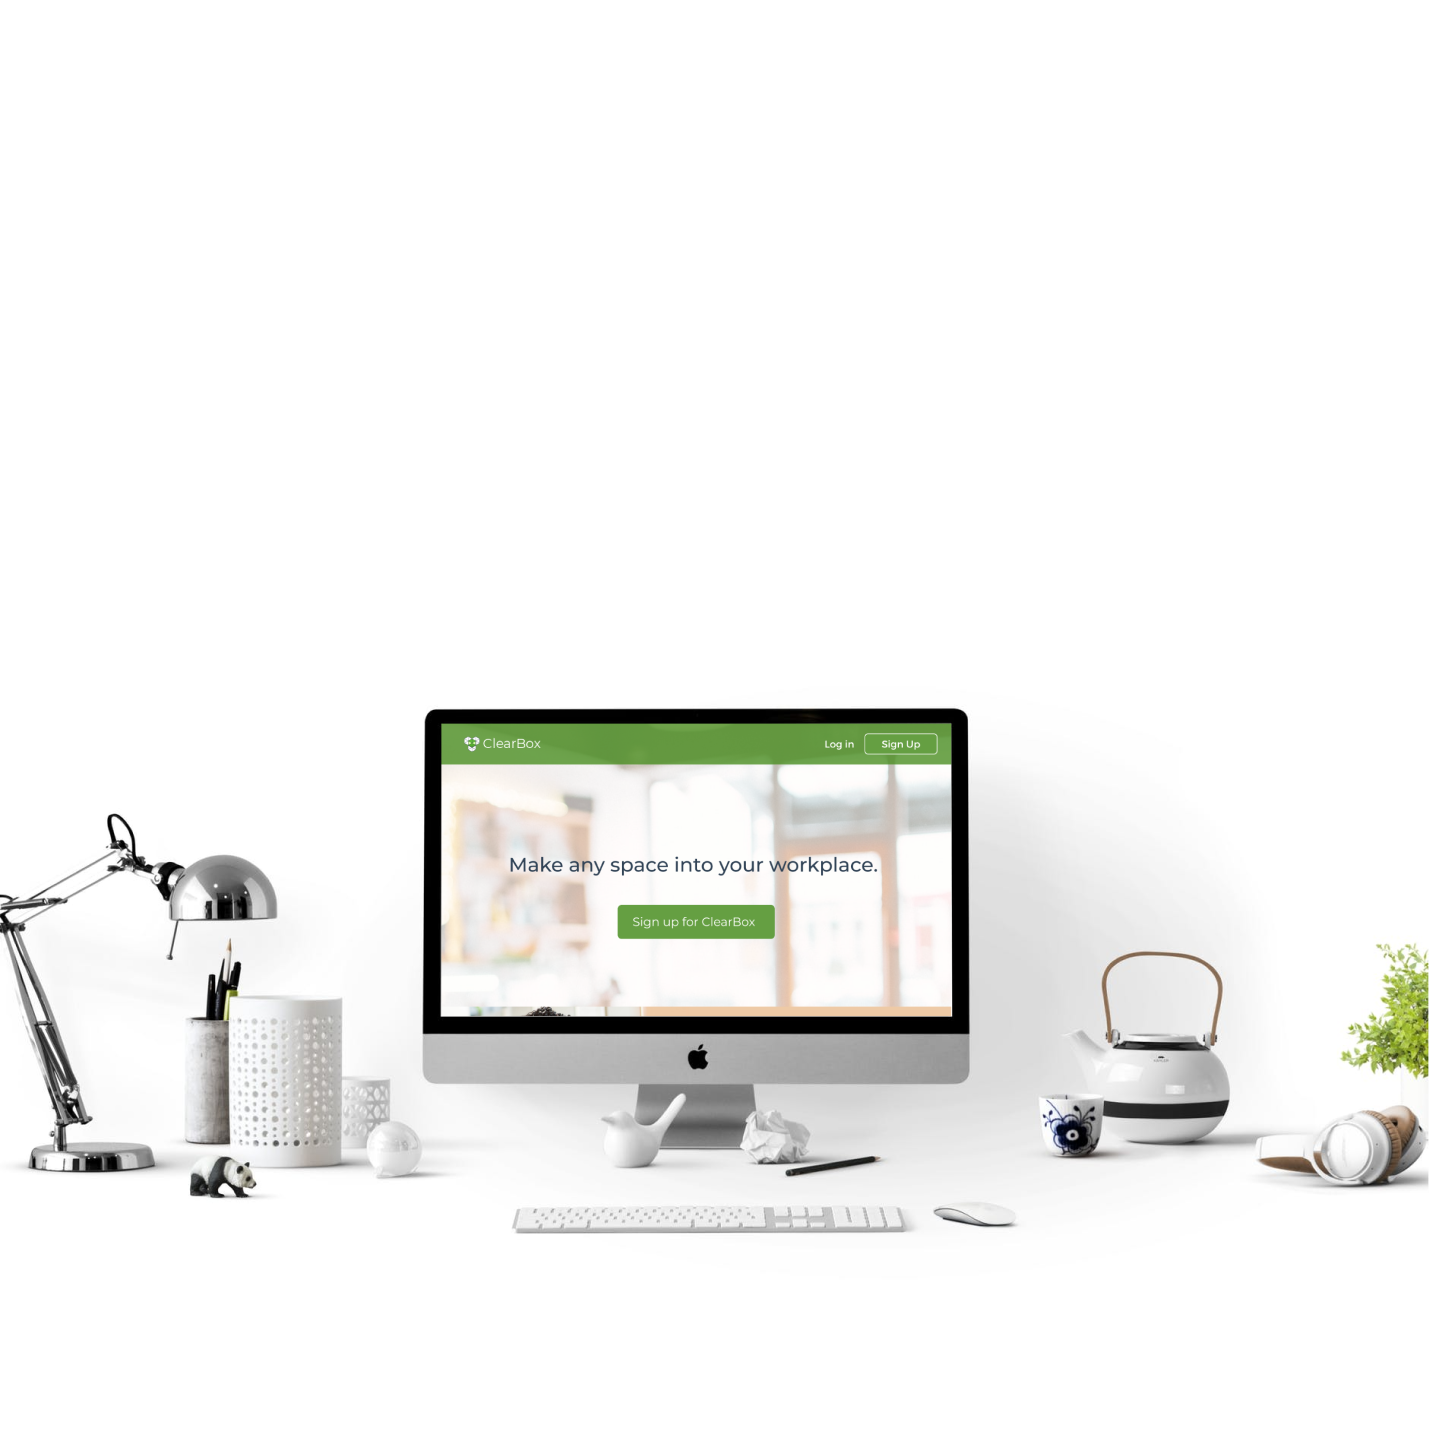 ClearBox
Log in
Sign Up
Make any space into your workplace.
Sign up for ClearBox